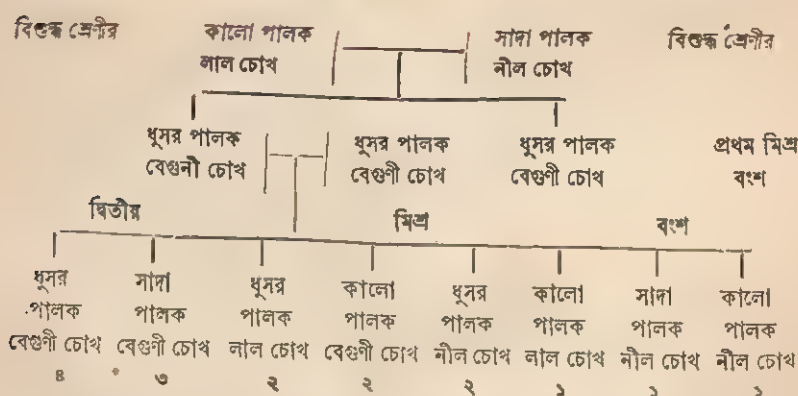 বিশুদ্ধ শ্রেণীর কালো পালক সাদা পালক বিশুদ্ধ শ্রেণীর
লাল চোখ নীল চোখ
ধুসর পালক ধুসর পালক ধুসর পালক প্রথম মিশ্র
বেগুনী চোখ বেগুণী চোখ বেগুণী চোখ বংশ
দ্বিতীয় মিশ্র বংশ
ধুসর সাদা ধুসর কালো ধুসর কালো সাদা কালো
পালক পালক পালক পালক পালক পালক পালক পালক
বেগুণী চোখ বেগুণী চোখ লাল চোখ বেগুণী চোখ নীল চোখ লাল চোখ নীল চোখ নীল চোখ
৪ ৩ ২ ২ ২ ১ ১ ১